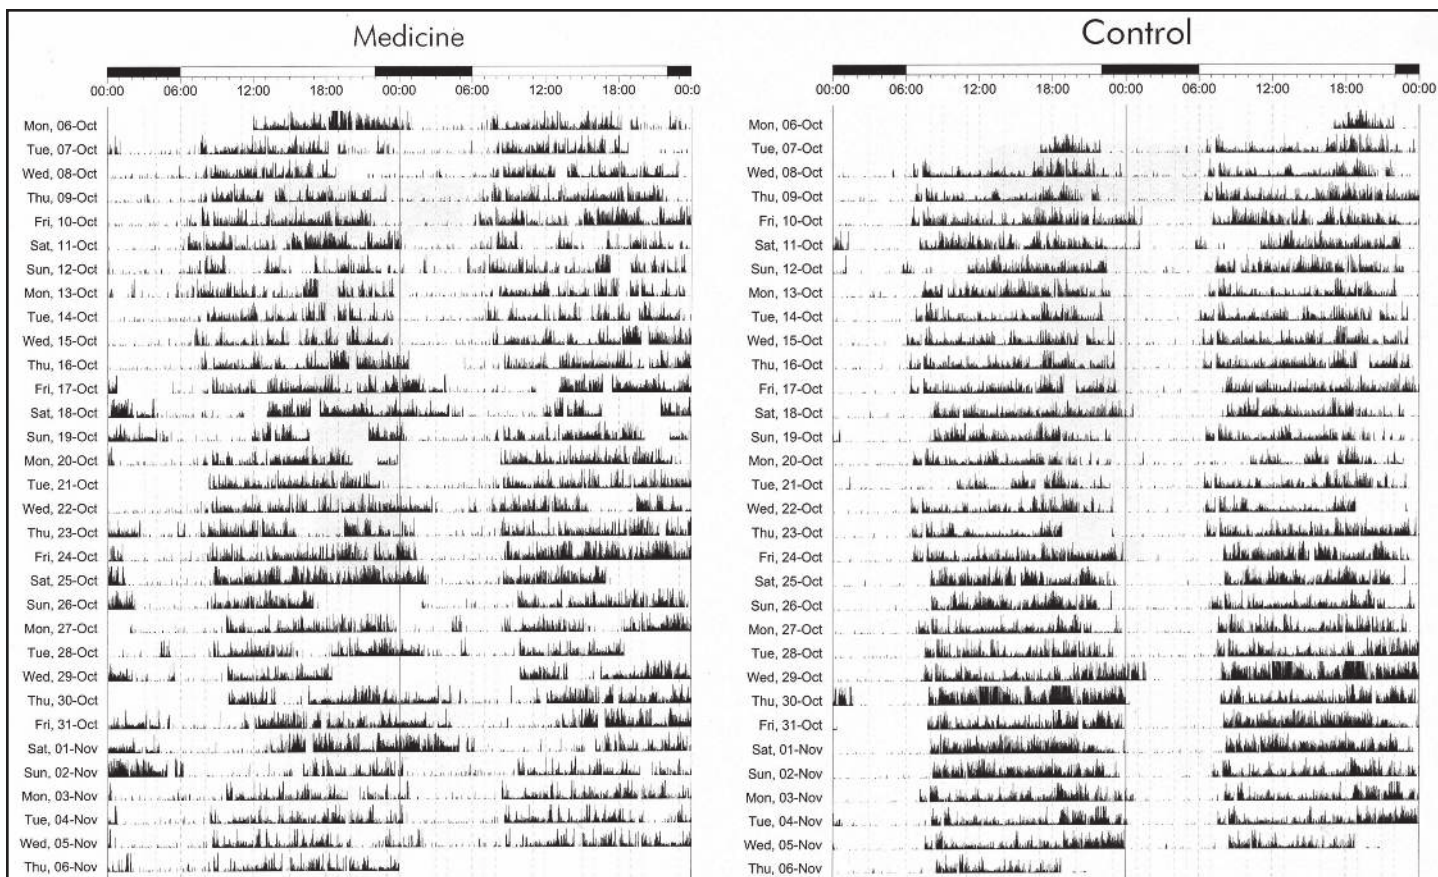 Medicine
00:00 06:00 12:00 18:00 00:00 06:00 12:00 18:00 00:0
Mon, 06-Oct
Tue, 07-Oct
Wed, 08-Oct
Thu, 09-Oct
Fri, 10-Oct
Sat, 11-Oct
Sun, 12-Oct
Mon, 13-Oct
Tue, 14-Oct
Wed, 15-Oct
Thu, 16-Oct
Fri, 17-Oct
Sat, 18-Oct
Sun, 19-Oct
Mon, 20-Oct
Tue, 21-Oct
Wed, 22-Oct
Thu, 23-Oct
Fri, 24-Oct
Sat, 25-Oct
Sun, 26-Oct
Mon, 27-Oct
Tue, 28-Oct
Wed, 29-Oct
Thu, 30-Oct
Fri, 31-Oct
Sat, 01-Nov
Sun, 02-Nov
Mon, 03-Nov
Tue, 04-Nov
Wed, 05-Nov
Thu, 06-Nov
Control
00:00 06:00 12:00 18:00 00:00 06:00 12:00 18:00 00:00
Mon, 06-Oct
Tue, 07-Oct
Wed, 08-Oct
Thu, 09-Oct
Fri, 10-Oct
Sat, 11-Oct
Sun, 12-Oct
Mon, 13-Oct
Tue, 14-Oct
Wed, 15-Oct
Thu, 16-Oct
Fri, 17-Oct
Sat, 18-Oct
Sun, 19-Oct
Mon, 20-Oct
Tue, 21-Oct
Wed, 22-Oct
Thu, 23-Oct
Fri, 24-Oct
Sat, 25-Oct
Sun, 26-Oct
Mon, 27-Oct
Tue, 28-Oct
Wed, 29-Oct
Thu, 30-Oct
Fri, 31-Oct
Sat, 01-Nov
Sun, 02-Nov
Mon, 03-Nov
Tue, 04-Nov
Wed, 05-Nov
Thu, 06-Nov